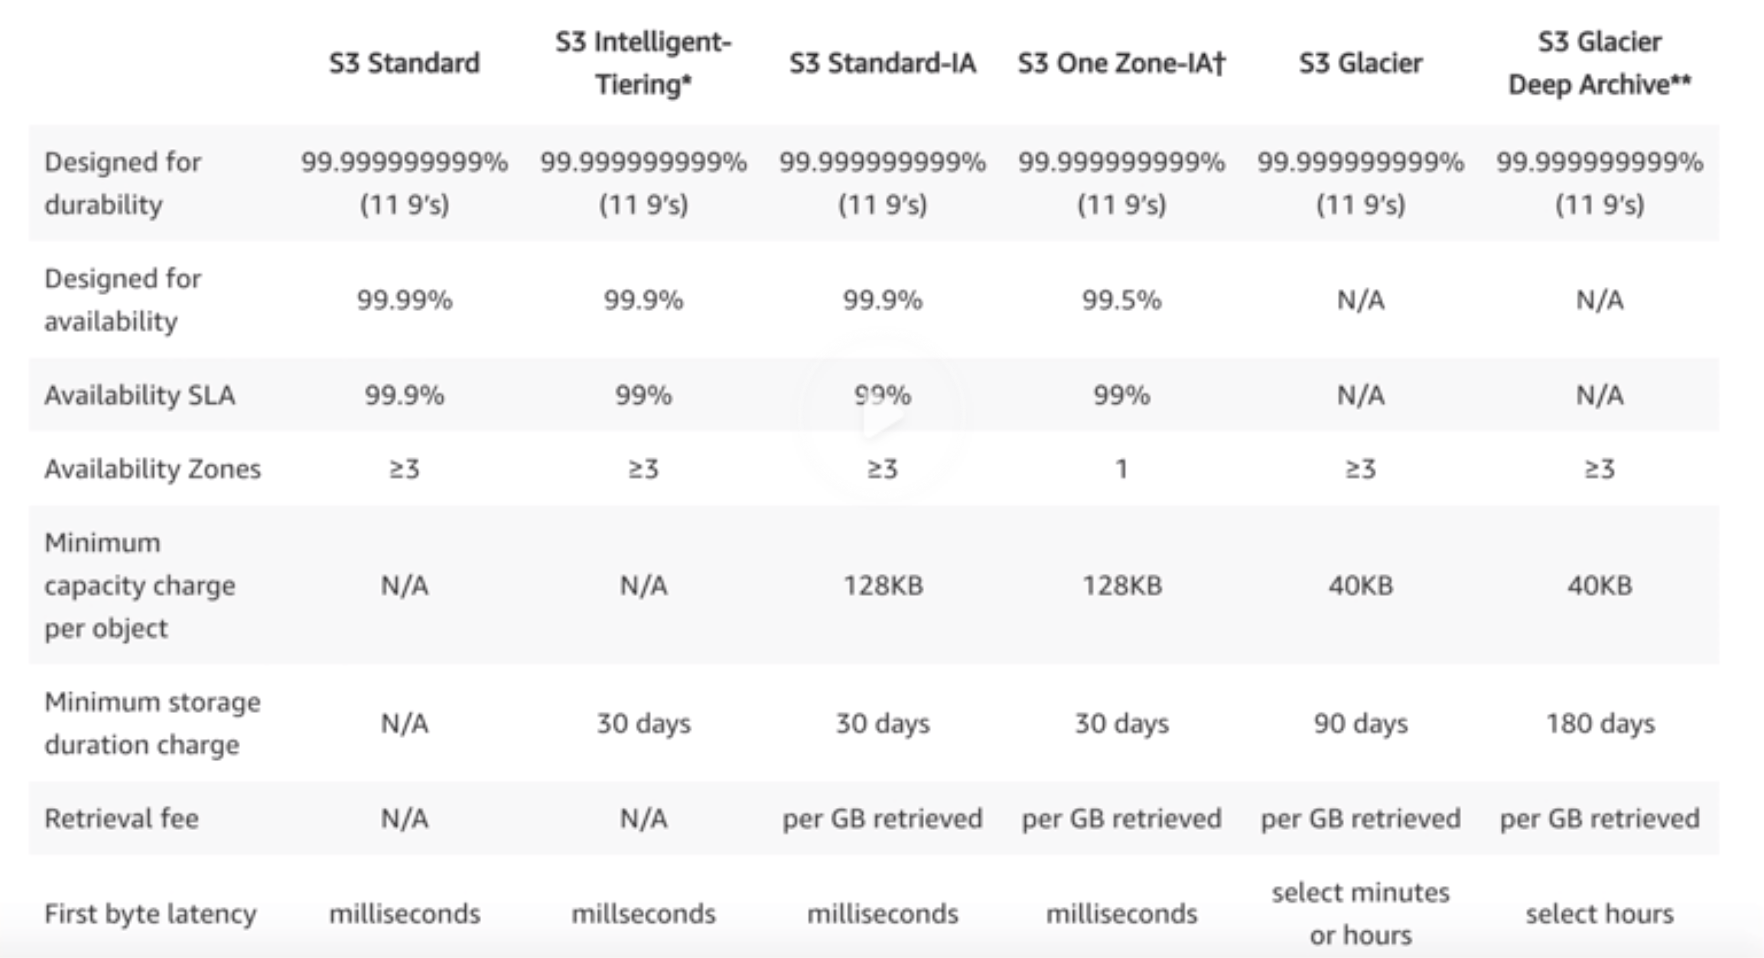 S3 Standard S3 Intelligent-Tiering* S3 Standard-IA S3 One Zone-IA† S3 Glacier S3 Glacier Deep Archive**
Designed for durability 99.999999999% (11 9's) 99.999999999% (11 9's) 99.999999999% (11 9's) 99.999999999% (11 9's) 99.999999999% (11 9's) 99.999999999% (11 9's)
Designed for availability 99.99% 99.9% 99.9% 99.5% N/A N/A
Availability SLA 99.9% 99% 99% 99% N/A N/A
Availability Zones ≥3 ≥3 ≥3 1 ≥3 ≥3
Minimum capacity charge per object N/A N/A 128KB 128KB 40KB 40KB
Minimum storage duration charge N/A 30 days 30 days 30 days 90 days 180 days
Retrieval fee N/A N/A per GB retrieved per GB retrieved per GB retrieved per GB retrieved
First byte latency milliseconds millseconds milliseconds milliseconds select minutes or hours select hours